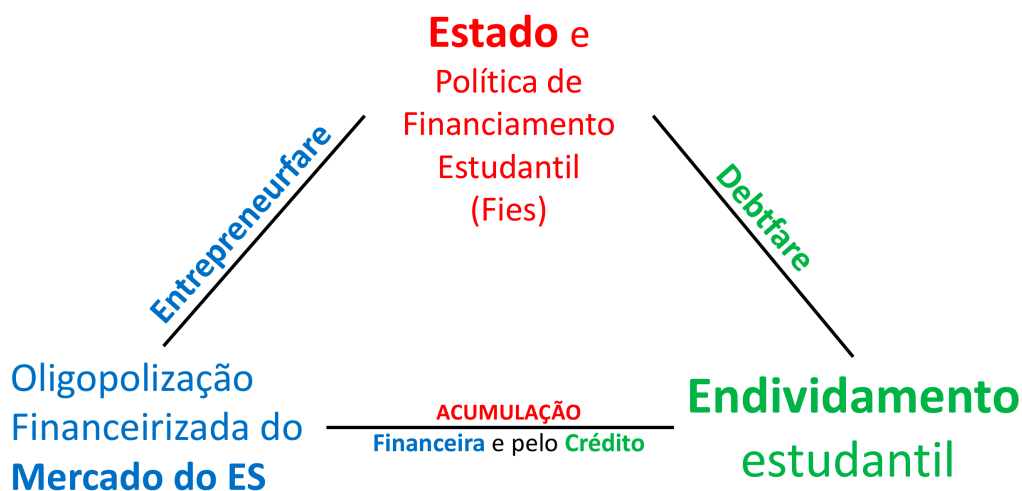 Estado e
Política de
Financiamento
Estudantil
(Fies)
Entrepreneurfare
Debtfare
Oligopolização
Financeirizada do
Mercado do ES
ACUMULAÇÃO
Financeira e pelo Crédito
Endividamento
estudantil